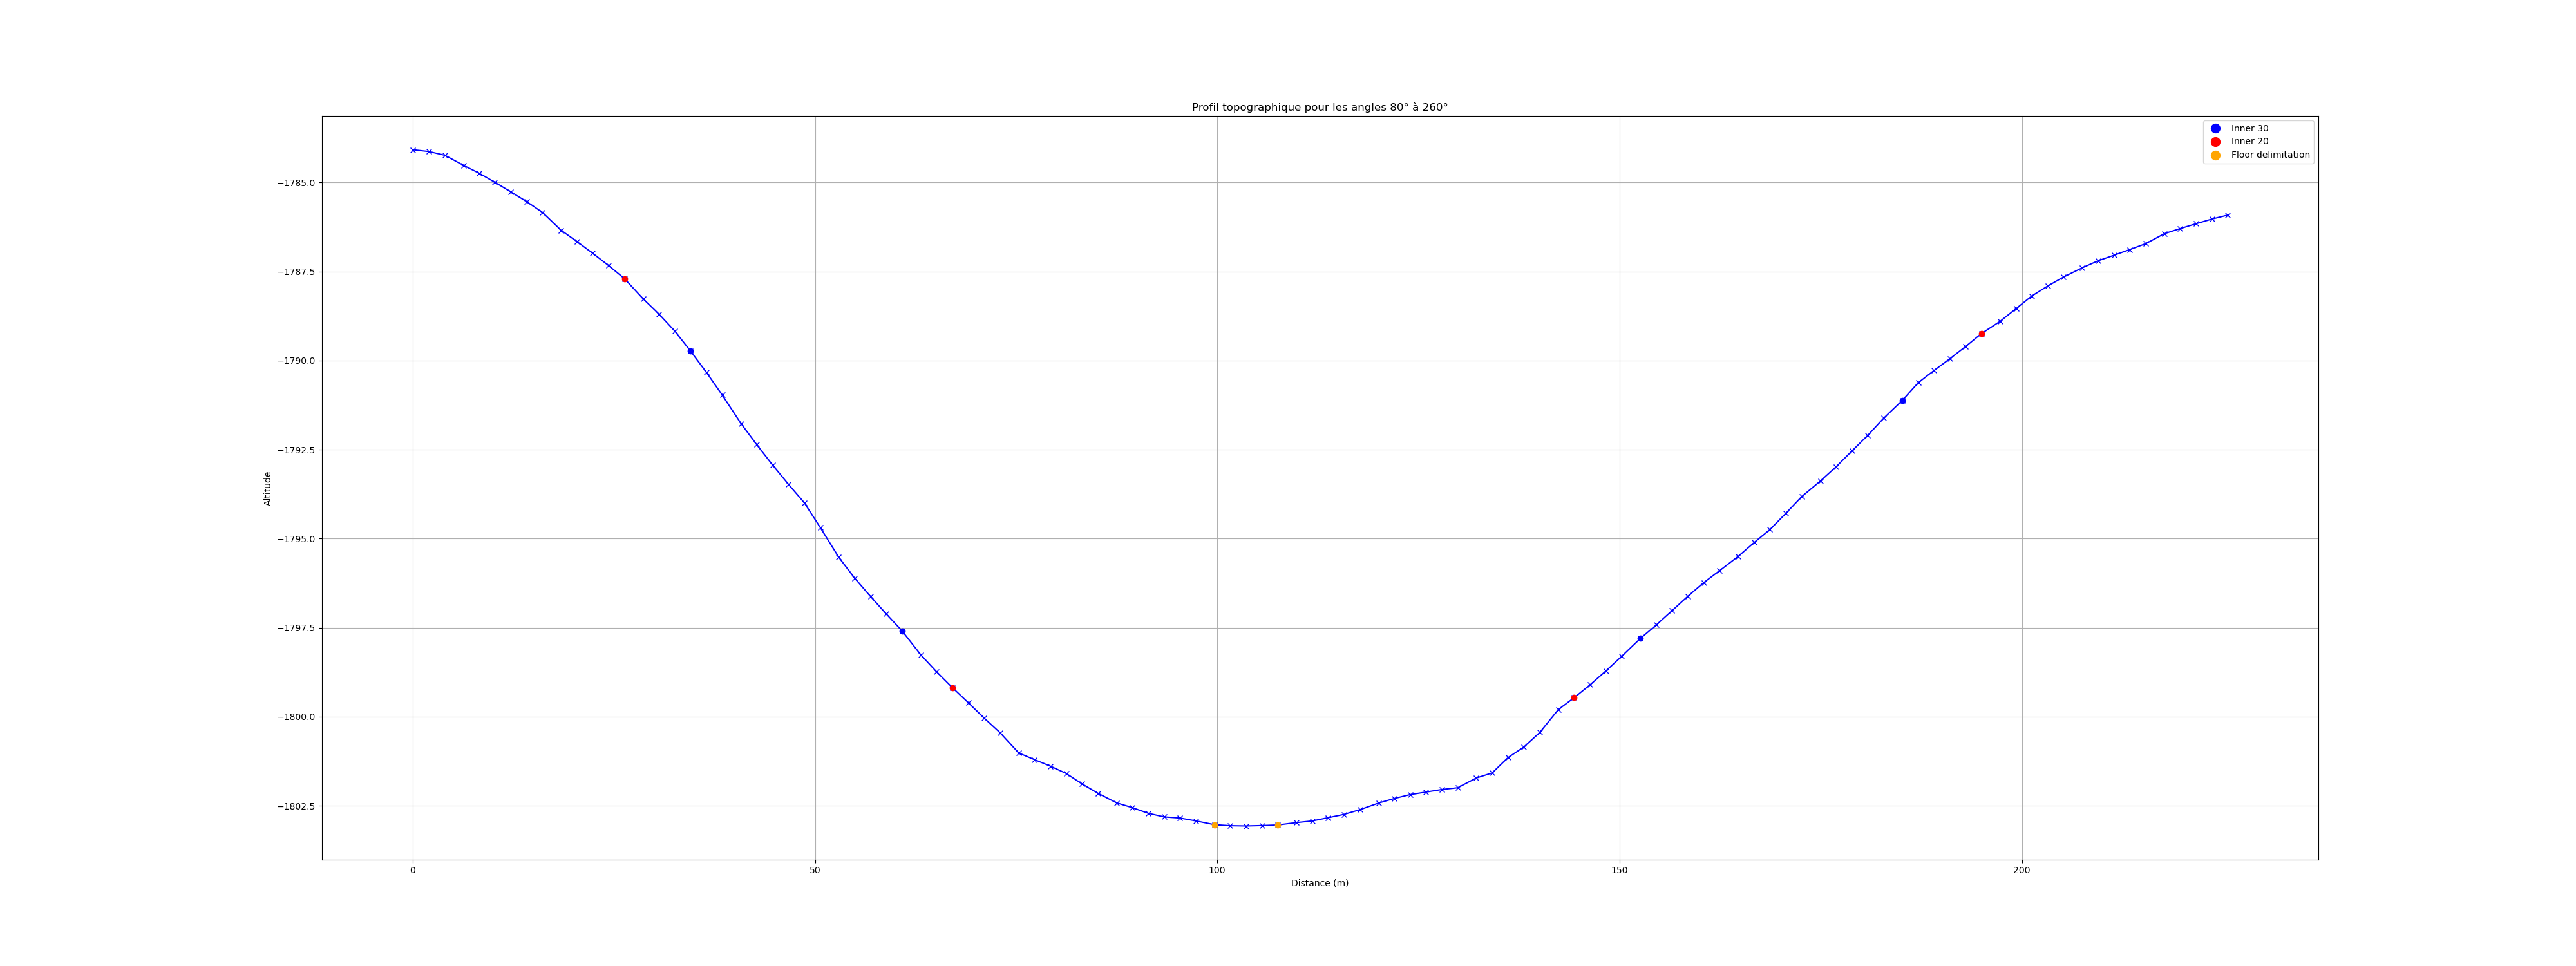 Profil topographique pour les angles 80° à 260°
Inner 30
Inner 20
Floor delimitation
−1785.0
−1787.5
−1790.0
−1792.5
−1795.0
−1797.5
−1800.0
−1802.5
Altitude
0 50 100 150 200
Distance (m)